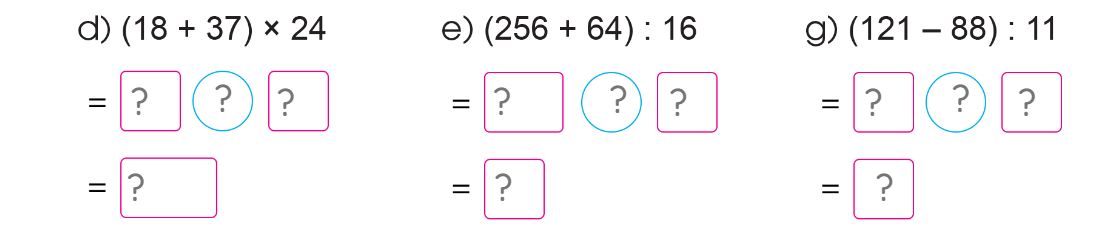 d) (18 + 37) × 24 e) (256 + 64) : 16 g) (121 – 88) : 11
= ? ? ? = ? ? ? = ? ? ?
= ? = ? = ?